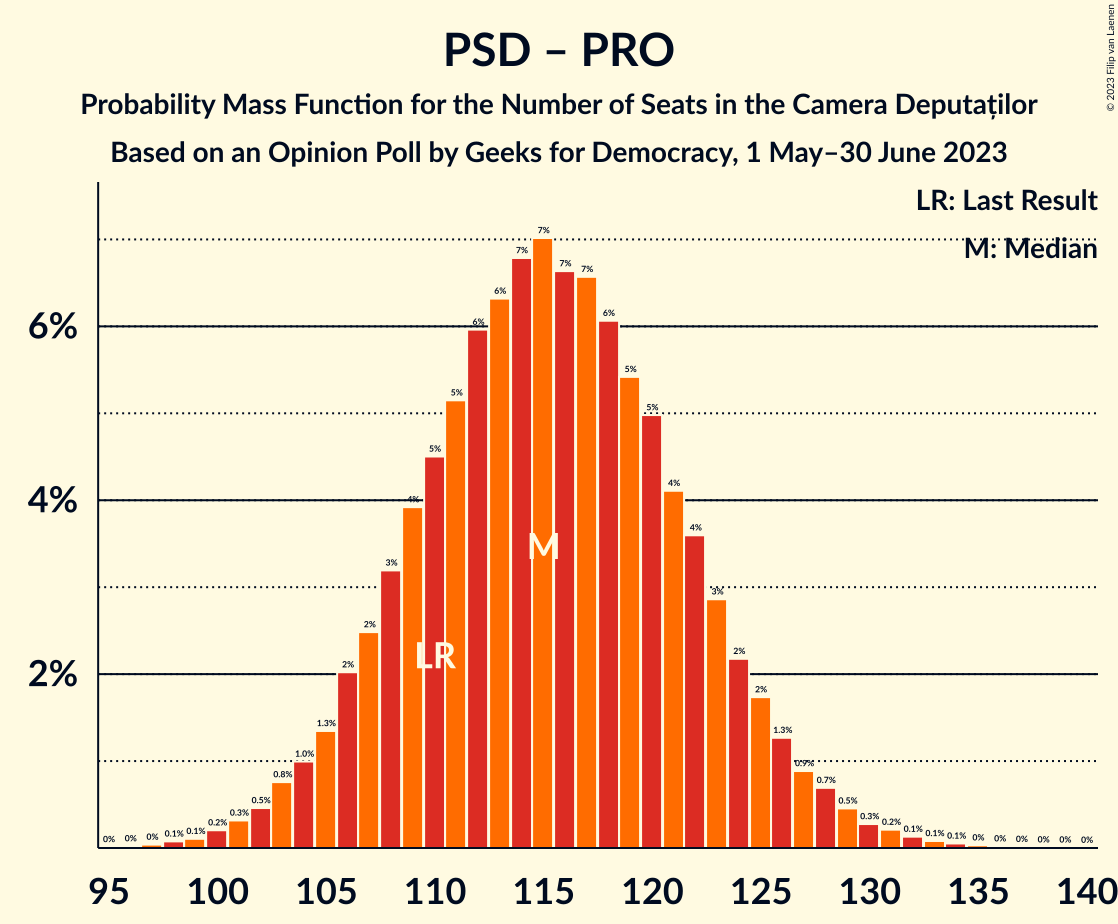 PSD – PRO
Probability Mass Function for the Number of Seats in the Camera Deputaților
Based on an Opinion Poll by Geeks for Democracy, 1 May–30 June 2023
© 2023 Filip van Laenen
LR: Last Result
M: Median
6%
4%
2%
0% 0% 0% 0.1% 0.1% 0.2% 0.3% 0.5% 0.8% 1.0% 1.3% 2% 2% 3% 4% 5% 5% 6% 6% 7% 7% 7% 7% 6% 5% 5% 4% 4% 3% 2% 2% 1.3% 0.9% 0.7% 0.5% 0.3% 0.2% 0.1% 0.1% 0.1% 0% 0% 0% 0% 0% 0%
M
LR
95 100 105 110 115 120 125 130 135 140